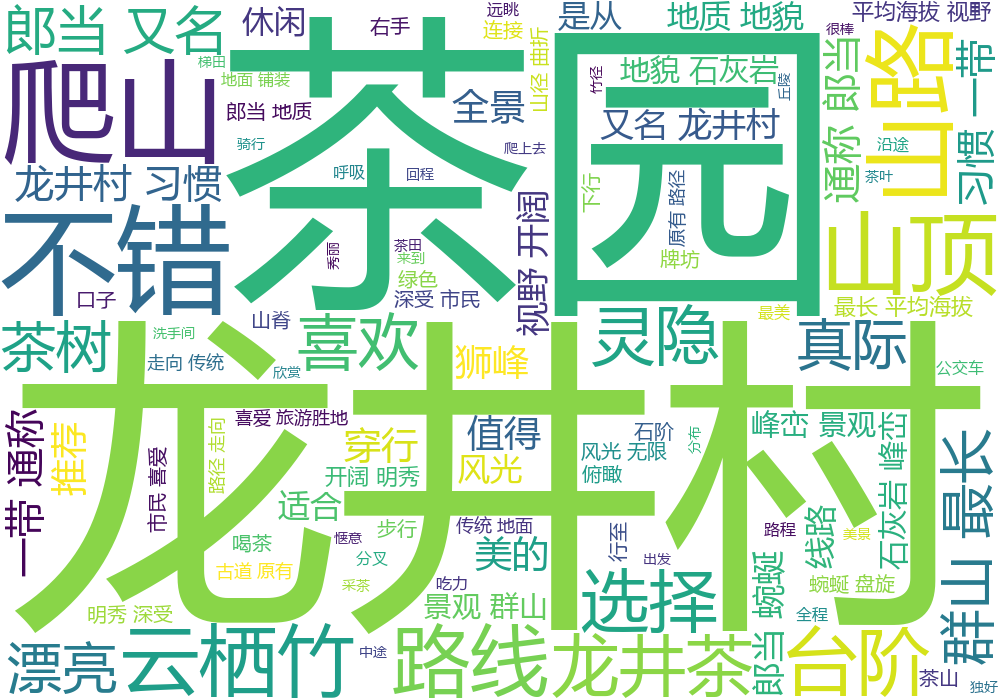 郎当 又名
休闲
右手
远眺
连接
是从
地质 地貌
平均海拔 视野
很棒
梯田
地面 铺装
爬山
茶园
曲折
山径
全景
竹径
地貌 石灰岩
丘陵
通称 郎当
山路
习惯 一带
郎当 地质
骑行
又名 龙井村
爬上去
沿途
龙井村 习惯
呼吸
回程
下行
原有 路径
茶叶
不错
秀丽
茶田
来到
绿色
深受 市民
视野 开阔
牌坊
山顶
口子
山脊
最美
最长 平均海拔
茶树
洗手间
走向 传统
欣赏
喜欢
狮峰
灵隐
真际
公交车
龙井村
一带 通称
推荐
市民 喜爱
路径 走向
喜爱 旅游胜地
穿行
值得
石阶
分布
峰峦 景观
石灰岩 峰峦
开阔 明秀
风光
风光 无限
俯瞰
适合
步行
传统 地面
行至
路程
线路
美景
群山 最长
喝茶
惬意
分叉
美的
出发
古道 原有
采茶
吃力
选择
蜿蜒
蜿蜒 盘旋
明秀 深受
景观 群山
全程
漂亮
云栖竹
中途
路线
龙井茶
郎当
台阶
茶山
独好